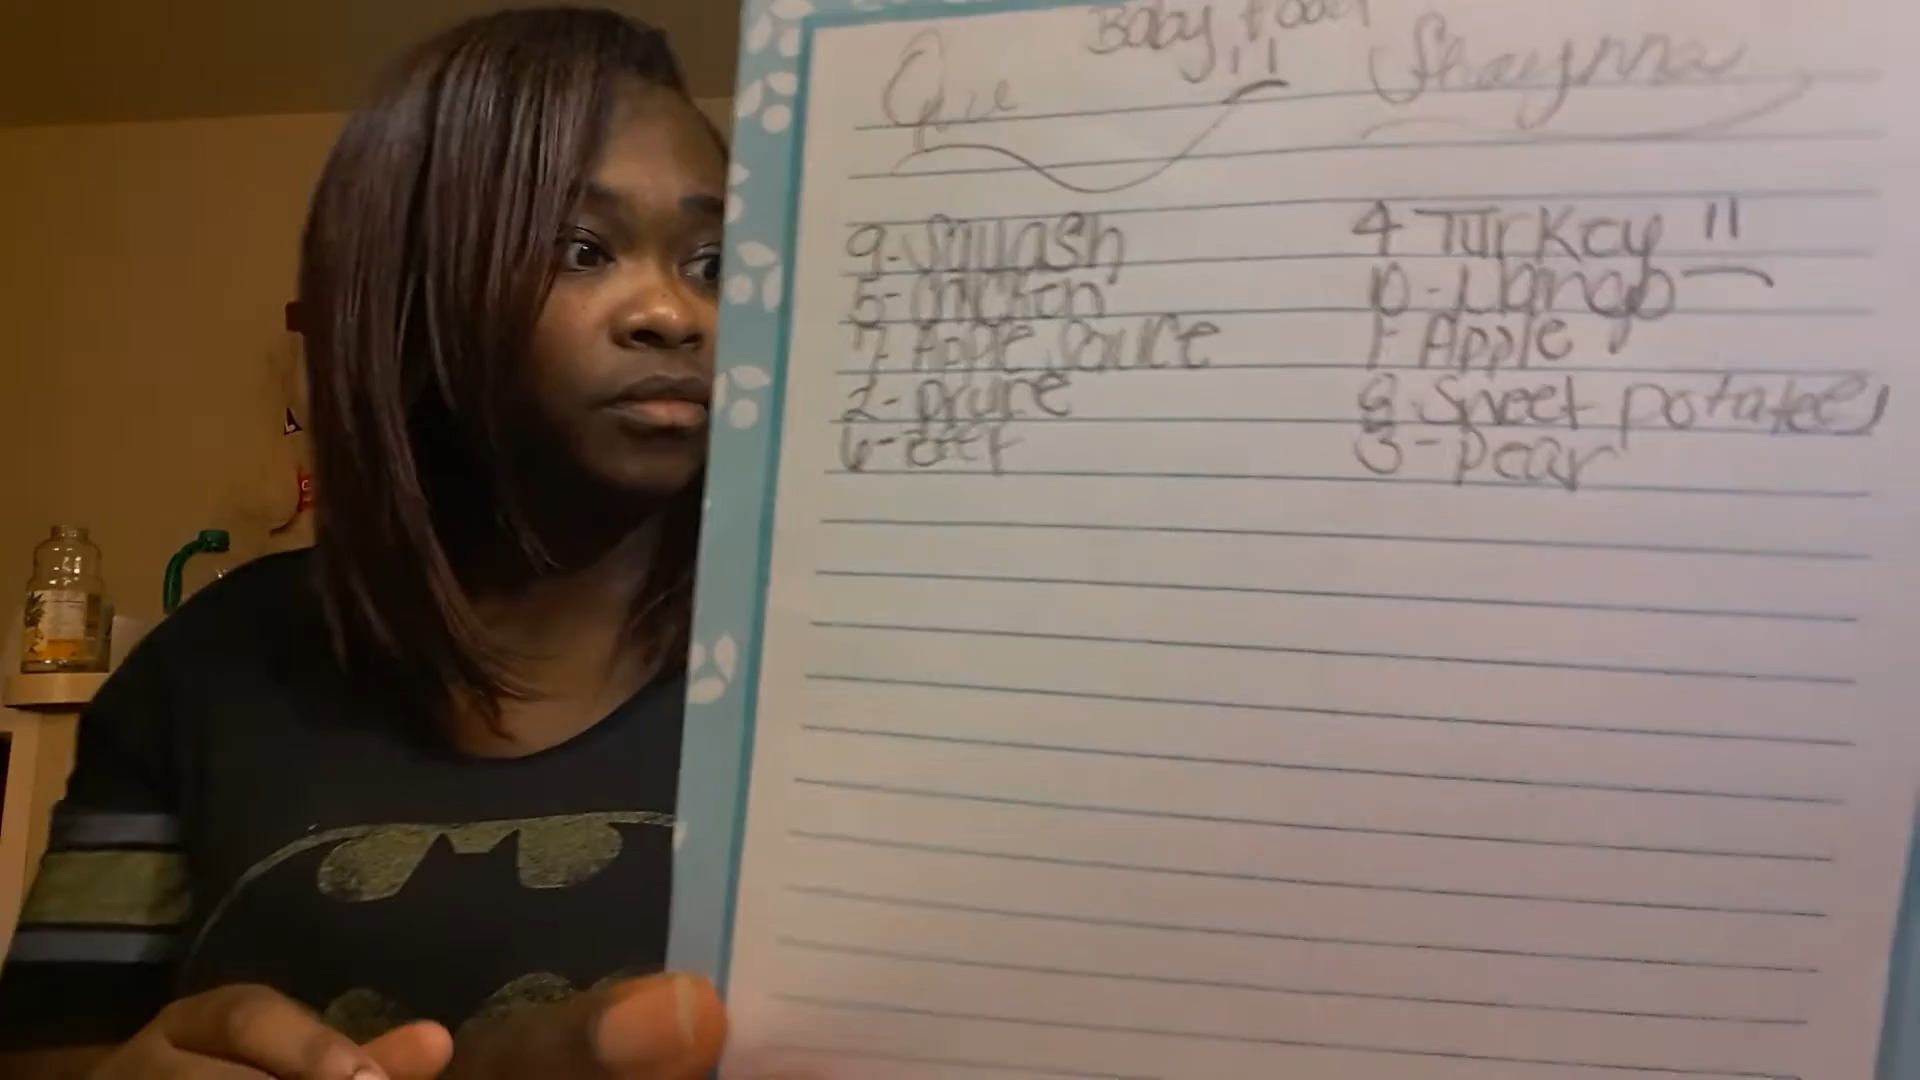 Baby food
Que Shaynna
9-Squash
5-Chicken
7-Apple Sauce
2-prune
6-Beef
4 Turkey
10-Mango
1-Apple
8-Sweet potatoes
3-pear